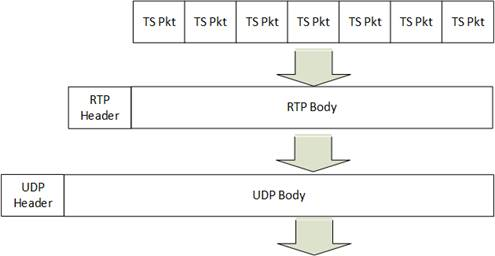 TS Pkt TS Pkt TS Pkt TS Pkt TS Pkt TS Pkt TS Pkt
RTP
Header
RTP Body
UDP
Header
UDP Body